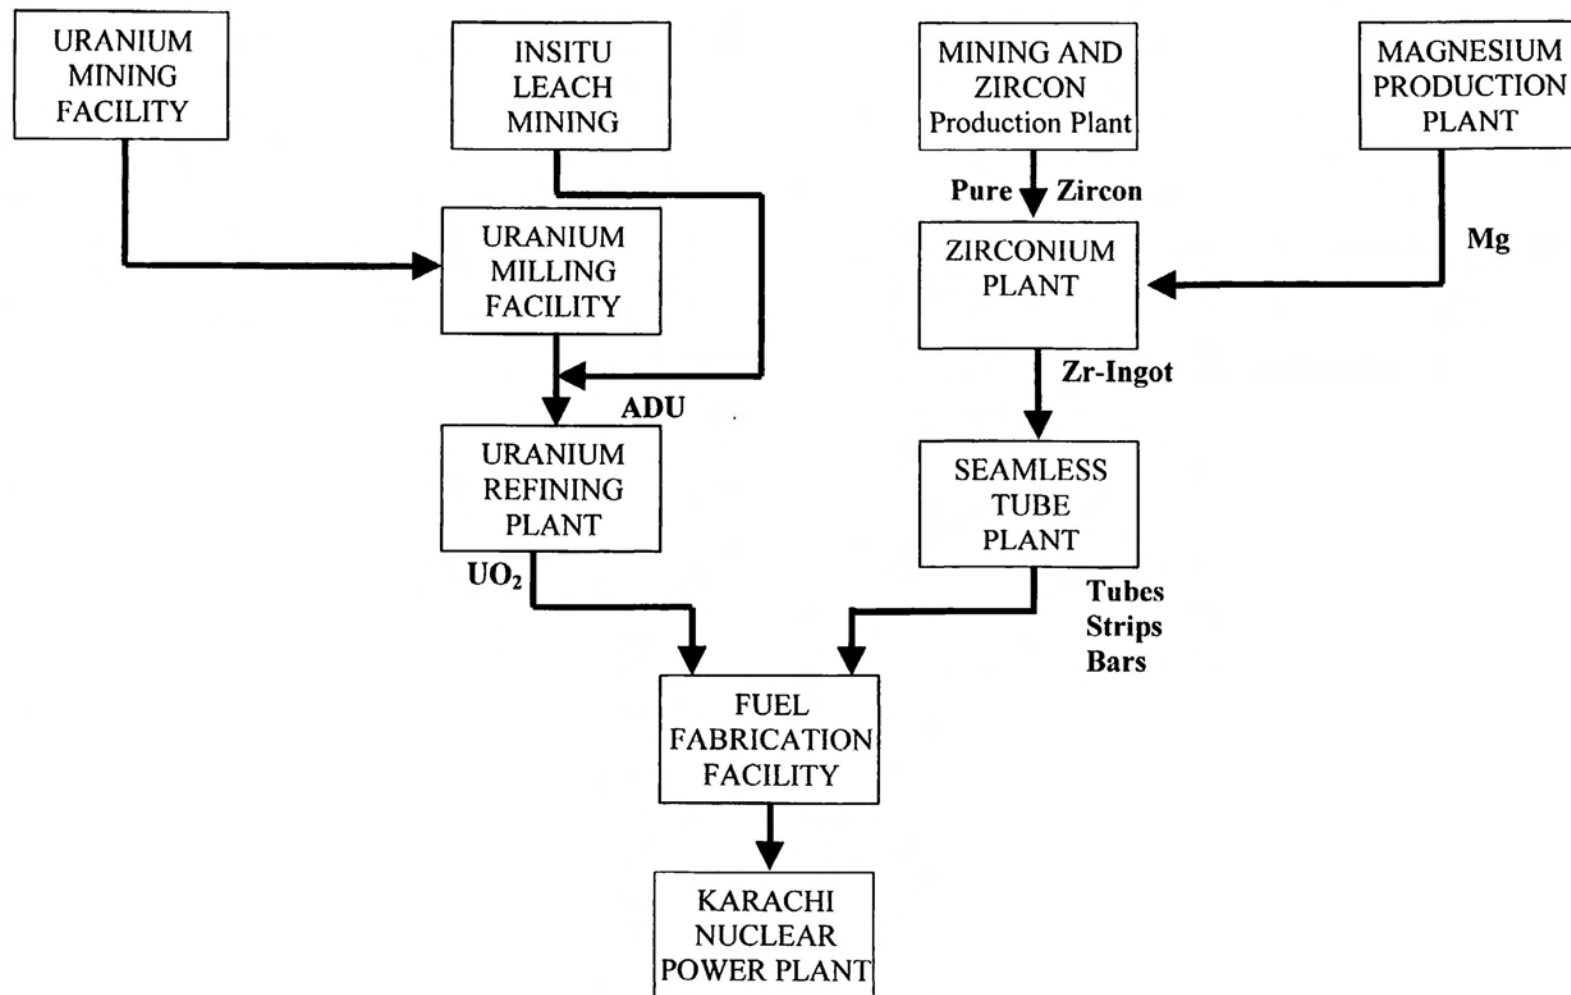 URANIUM
MINING
FACILITY
INSITU
LEACH
MINING
MINING AND
ZIRCON
Production Plant
MAGNESIUM
PRODUCTION
PLANT
Pure Zircon
URANIUM
MILLING
FACILITY
ZIRCONIUM
PLANT
Mg
ADU
Zr-Ingot
URANIUM
REFINING
PLANT
SEAMLESS
TUBE
PLANT
UO₂
Tubes
Strips
Bars
FUEL
FABRICATION
FACILITY
KARACHI
NUCLEAR
POWER PLANT